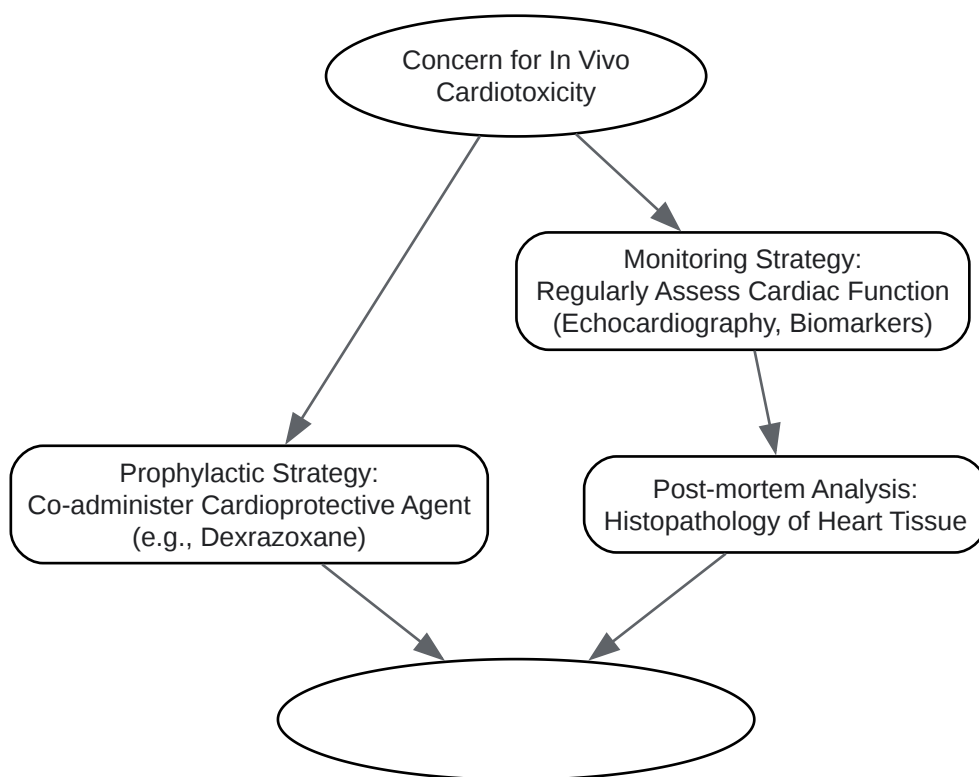 Concern for In Vivo
Cardiotoxicity
Monitoring Strategy:
Regularly Assess Cardiac Function
(Echocardiography, Biomarkers)
Prophylactic Strategy:
Co-administer Cardioprotective Agent
(e.g., Dexrazoxane)
Post-mortem Analysis:
Histopathology of Heart Tissue